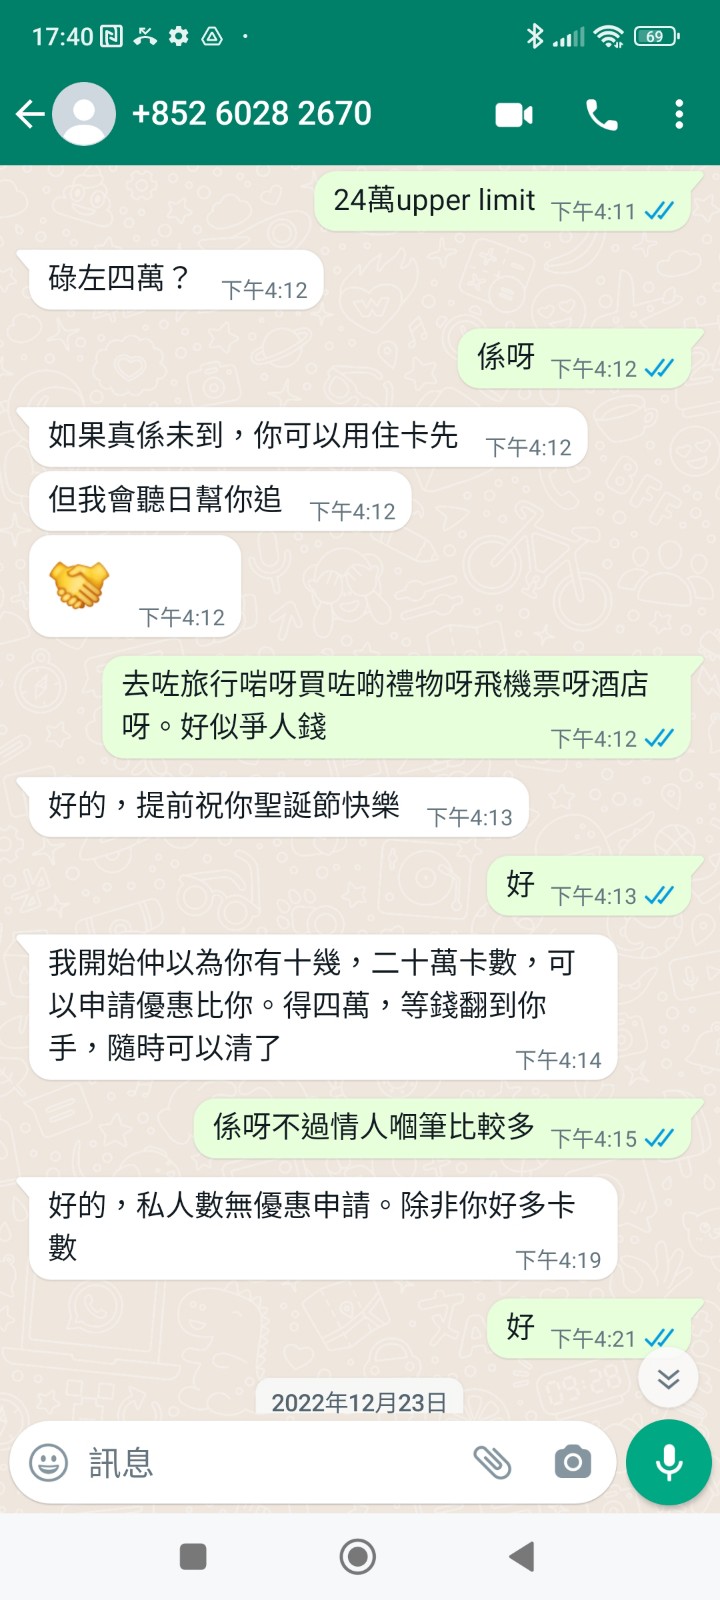 17:40
69
+852 6028 2670
24萬upper limit 下午4:11
碌左四萬？ 下午4:12
係呀 下午4:12
如果真係未到，你可以用住卡先 下午4:12
但我會聽日幫你追 下午4:12
🤝 下午4:12
去咗旅行啱呀買咗啲禮物呀飛機票呀酒店
呀。好似爭人錢 下午4:12
好的，提前祝你聖誕節快樂 下午4:13
好 下午4:13
我開始仲以為你有十幾，二十萬卡數，可
以申請優惠比你。得四萬，等錢翻到你
手，隨時可以清了 下午4:14
係呀不過情人嗰筆比較多 下午4:15
好的，私人數無優惠申請。除非你好多卡
數 下午4:19
好 下午4:21
2022年12月23日
訊息